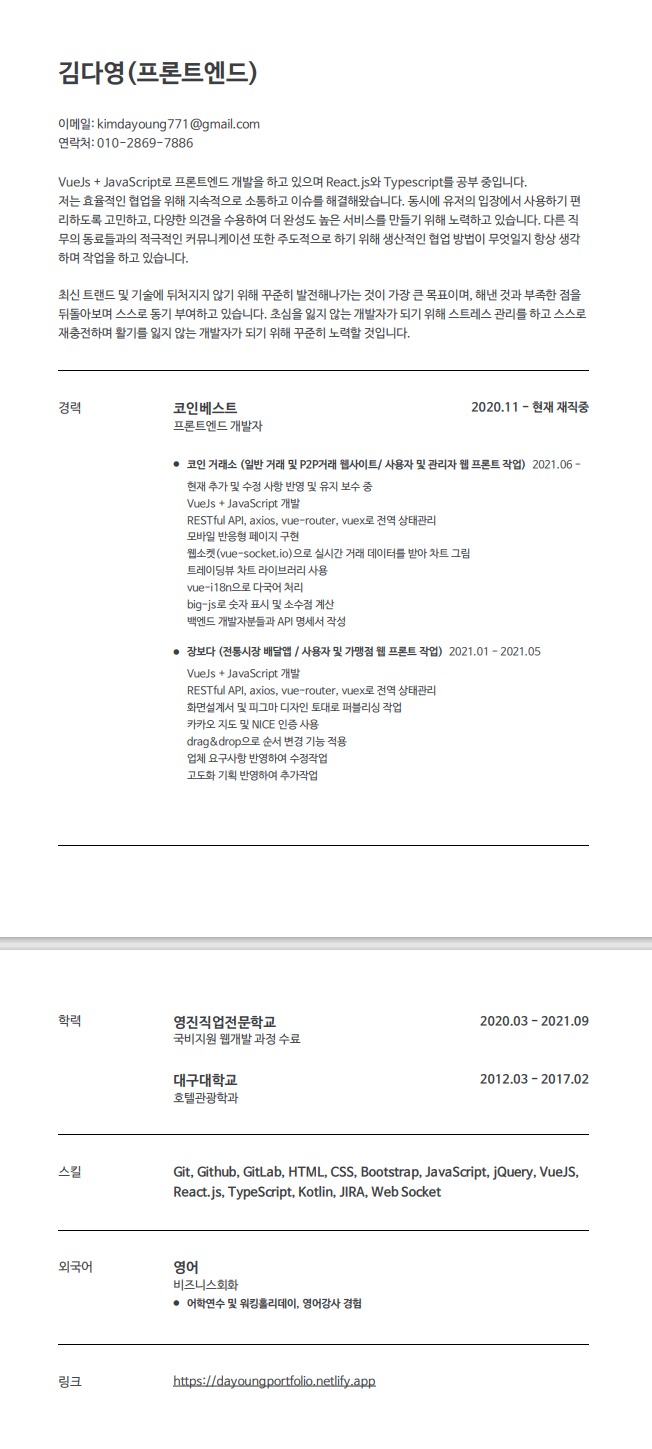 김다영(프론트엔드)
이메일: kimdayoung771@gmail.com
연락처: 010-2869-7886
VueJs + JavaScript로 프론트엔드 개발을 하고 있으며 React.js와 Typescript를 공부 중입니다.
저는 효율적인 협업을 위해 지속적으로 소통하고 이슈를 해결해왔습니다. 동시에 유저의 입장에서 사용하기 편
리하도록 고민하고, 다양한 의견을 수용하여 더 완성도 높은 서비스를 만들기 위해 노력하고 있습니다. 다른 직
무의 동료들과의 적극적인 커뮤니케이션 또한 주도적으로 하기 위해 생산적인 협업 방법이 무엇일지 항상 생각
하며 작업을 하고 있습니다.
최신 트랜드 및 기술에 뒤처지지 않기 위해 꾸준히 발전해나가는 것이 가장 큰 목표이며, 해낸 것과 부족한 점을
뒤돌아보며 스스로 동기 부여하고 있습니다. 초심을 잃지 않는 개발자가 되기 위해 스트레스 관리를 하고 스스로
재충전하며 활기를 잃지 않는 개발자가 되기 위해 꾸준히 노력할 것입니다.
경력 코인베스트 2020.11 - 현재 재직중
프론트엔드 개발자
• 코인 거래소 (일반 거래 및 P2P거래 웹사이트/ 사용자 및 관리자 웹 프론트 작업) 2021.06 -
현재 추가 및 수정 사항 반영 및 유지 보수 중
VueJs + JavaScript 개발
RESTful API, axios, vue-router, vuex로 전역 상태관리
모바일 반응형 페이지 구현
웹소켓(vue-socket.io)으로 실시간 거래 데이터를 받아 차트 그림
트레이딩뷰 차트 라이브러리 사용
vue-i18n으로 다국어 처리
big-js로 숫자 표시 및 소수점 계산
백엔드 개발자분들과 API 명세서 작성
• 장보다 (전통시장 배달앱 / 사용자 및 가맹점 웹 프론트 작업) 2021.01 - 2021.05
VueJs + JavaScript 개발
RESTful API, axios, vue-router, vuex로 전역 상태관리
화면설계서 및 피그마 디자인 토대로 퍼블리싱 작업
카카오 지도 및 NICE 인증 사용
drag&drop으로 순서 변경 기능 적용
업체 요구사항 반영하여 수정작업
고도화 기획 반영하여 추가작업
학력 영진직업전문학교 2020.03 - 2021.09
국비지원 웹개발 과정 수료
대구대학교 2012.03 - 2017.02
호텔관광학과
스킬 Git, Github, GitLab, HTML, CSS, Bootstrap, JavaScript, jQuery, VueJS,
React.js, TypeScript, Kotlin, JIRA, Web Socket
외국어 영어
비즈니스회화
• 어학연수 및 워킹홀리데이, 영어강사 경험
링크 https://dayoungportfolio.netlify.app